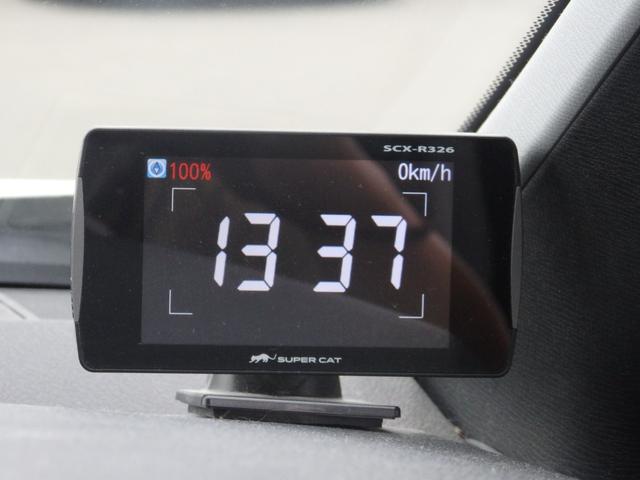 SCX-R326
100% 0km/h
13 37
SUPER CAT